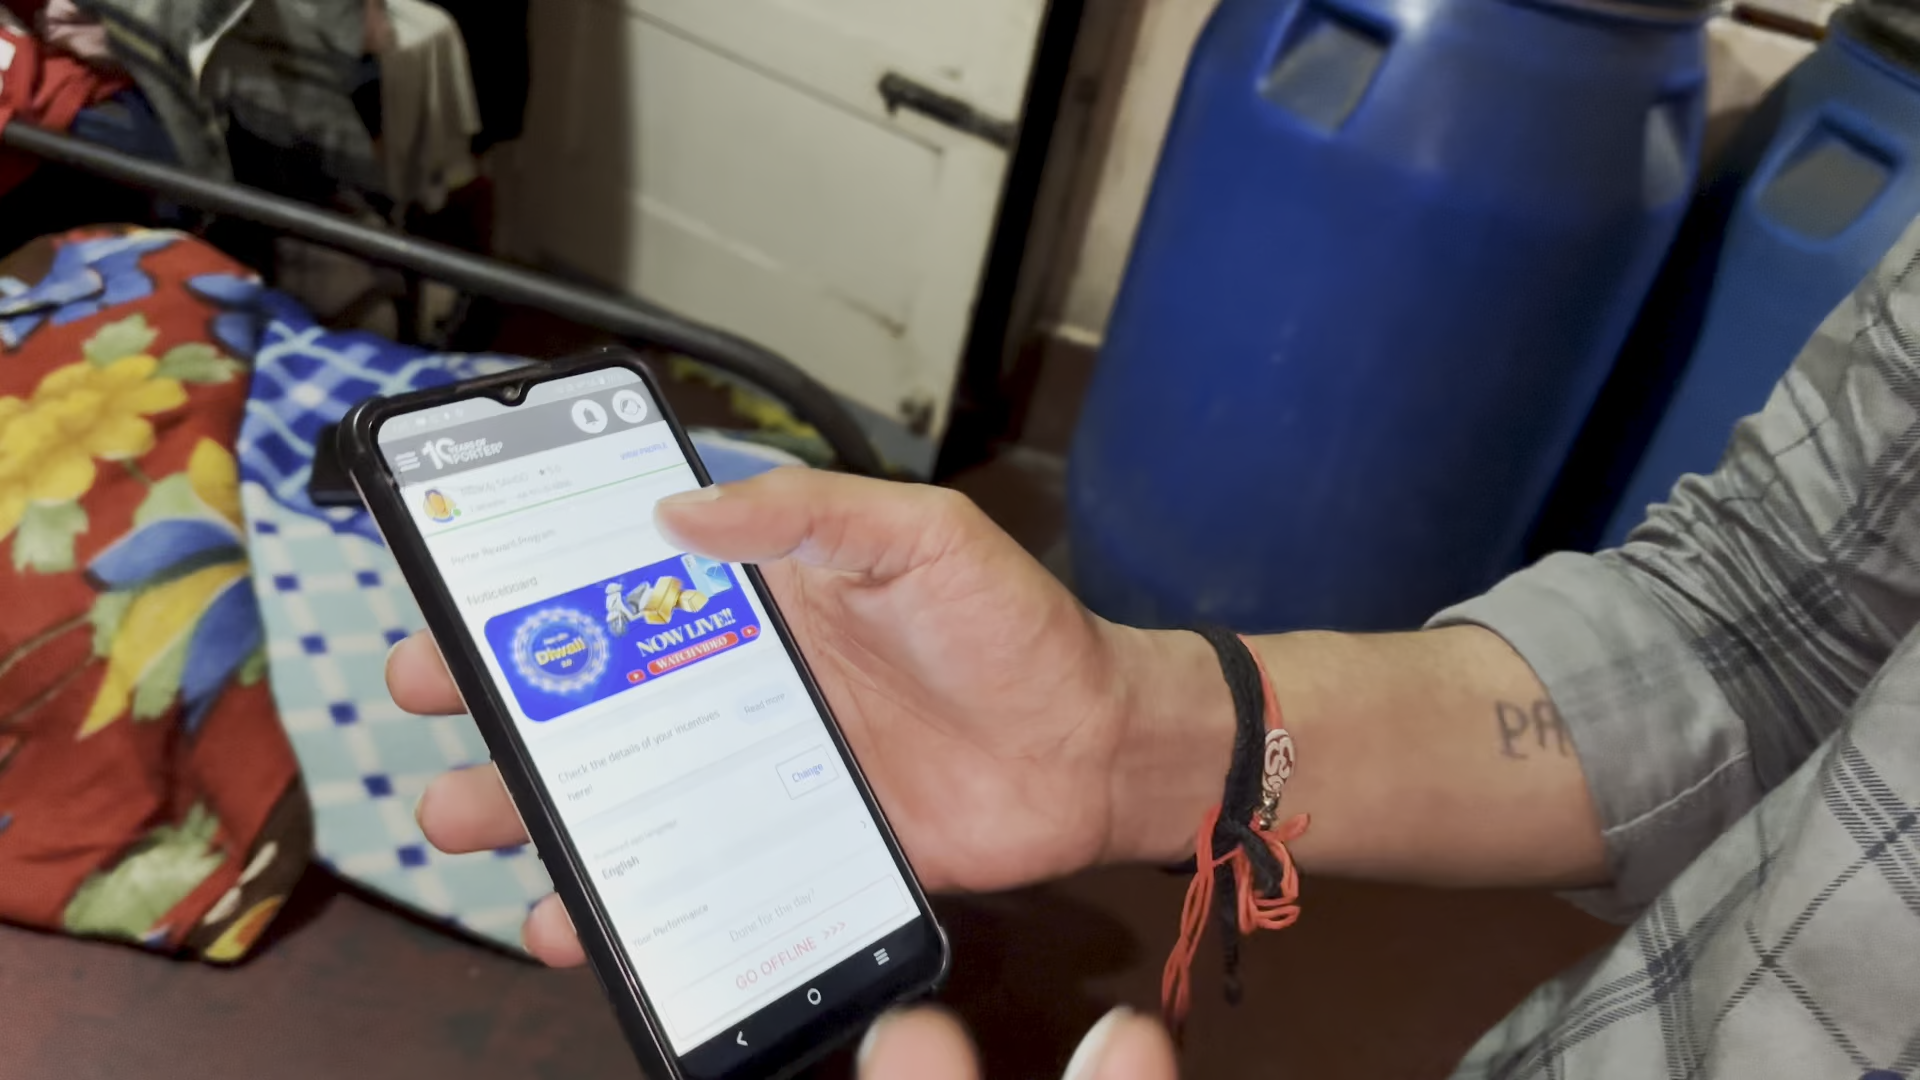 10 YEARS OF
PORTER
VIEW PROFILE
Porter Reward Program
Noticeboard
Diwali
NOW LIVE!!
WATCH VIDEO
Check the details of your incentives
here!
Read more
Change
English
Your Performance
Done for the day?
GO OFFLINE >>>
PA